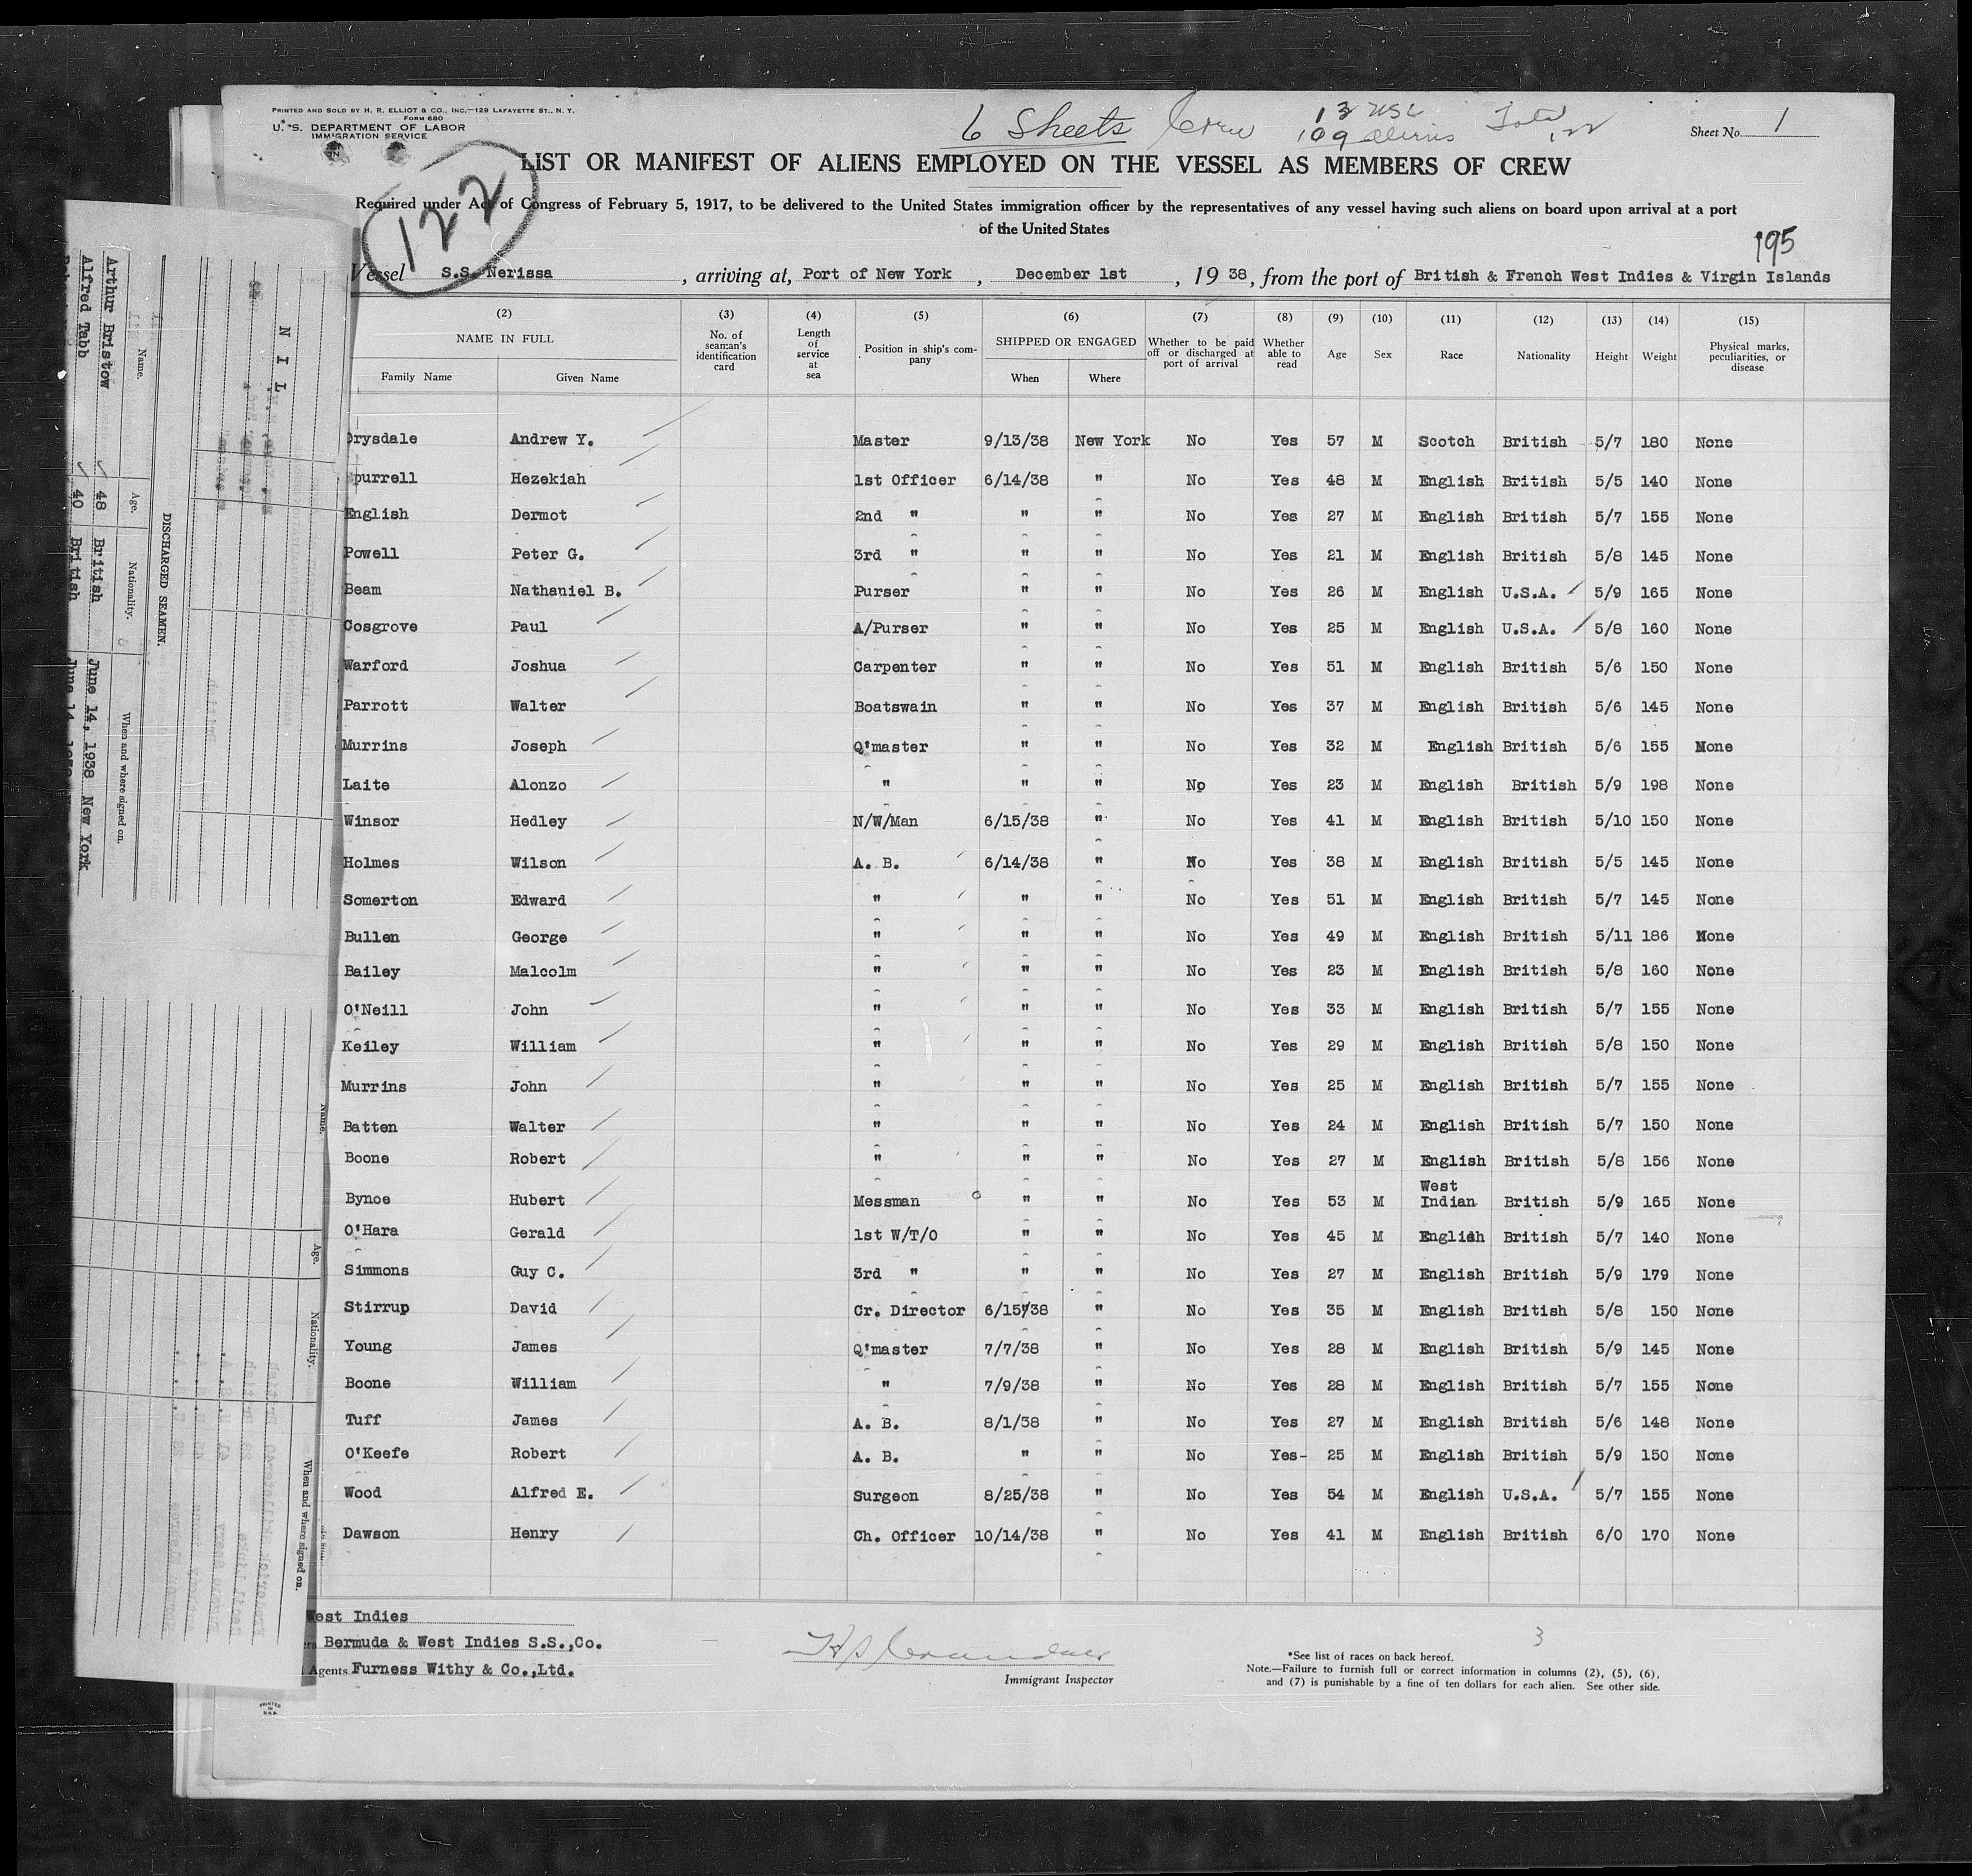 PRINTED AND SOLD BY H. R. ELLIOT & CO., INC.—129 LAFAYETTE ST., N. Y.
FORM 680
U. S. DEPARTMENT OF LABOR
IMMIGRATION SERVICE
6 Sheets Crew 13 USC Total
109 Aliens 122
Sheet No. 1
LIST OR MANIFEST OF ALIENS EMPLOYED ON THE VESSEL AS MEMBERS OF CREW
122
Required under Act of Congress of February 5, 1917, to be delivered to the United States immigration officer by the representatives of any vessel having such aliens on board upon arrival at a port
of the United States
195
Vessel S.S. Nerissa, arriving at, Port of New York, December 1st, 19 38, from the port of British & French West Indies & Virgin Islands
(2) (3) (4) (5) (6) (7) (8) (9) (10) (11) (12) (13) (14) (15)
NAME IN FULL No. of seaman's identification card Length of service at sea Position in ship's company SHIPPED OR ENGAGED Whether to be paid off or discharged at port of arrival Whether able to read Age Sex Race Nationality Height Weight Physical marks, peculiarities, or disease
Family Name Given Name When Where
Drysdale Andrew Y. Master 9/13/38 New York No Yes 57 M Scotch British 5/7 180 None
Spurrell Hezekiah 1st Officer 6/14/38 " No Yes 48 M English British 5/5 140 None
English Dermot 2nd " " " No Yes 27 M English British 5/7 155 None
Powell Peter G. 3rd " " " No Yes 21 M English British 5/8 145 None
Beam Nathaniel B. Purser " " No Yes 26 M English U.S.A. 5/9 165 None
Cosgrove Paul A/Purser " " No Yes 25 M English U.S.A. 5/8 160 None
Warford Joshua Carpenter " " No Yes 51 M English British 5/6 150 None
Parrott Walter Boatswain " " No Yes 37 M English British 5/6 145 None
Murrins Joseph Q'master " " No Yes 32 M English British 5/6 155 None
Laite Alonzo " " " No Yes 23 M English British 5/9 198 None
Winsor Hedley N/W/Man 6/15/38 " No Yes 41 M English British 5/10 150 None
Holmes Wilson A. B. 6/14/38 " No Yes 38 M English British 5/5 145 None
Somerton Edward " " " No Yes 51 M English British 5/7 145 None
Bullen George " " " No Yes 49 M English British 5/11 186 None
Bailey Malcolm " " " No Yes 23 M English British 5/8 160 None
O'Neill John " " " No Yes 33 M English British 5/7 155 None
Keiley William " " " No Yes 29 M English British 5/8 150 None
Murrins John " " " No Yes 25 M English British 5/7 155 None
Batten Walter " " " No Yes 24 M English British 5/7 150 None
Boone Robert " " " No Yes 27 M English British 5/8 156 None
Bynoe Hubert Messman " " No Yes 53 M West Indian British 5/9 165 None
O'Hara Gerald 1st W/T/O " " No Yes 45 M English British 5/7 140 None
Simmons Guy C. 3rd " " " No Yes 27 M English British 5/9 179 None
Stirrup David Cr. Director 6/15/38 " No Yes 35 M English British 5/8 150 None
Young James Q'master 7/7/38 " No Yes 28 M English British 5/9 145 None
Boone William " 7/9/38 " No Yes 28 M English British 5/7 155 None
Tuff James A. B. 8/1/38 " No Yes 27 M English British 5/6 148 None
O'Keefe Robert A. B. " " No Yes- 25 M English British 5/9 150 None
Wood Alfred E. Surgeon 8/25/38 " No Yes 54 M English U.S.A. 5/7 155 None
Dawson Henry Ch. Officer 10/14/38 " No Yes 41 M English British 6/0 170 None
West Indies
Bermuda & West Indies S.S.,Co.
Agents Furness Withy & Co.,Ltd.
Immigrant Inspector
3
*See list of races on back hereof.
Note.—Failure to furnish full or correct information in columns (2), (5), (6),
and (7) is punishable by a fine of ten dollars for each alien. See other side.
PRINTED
IN
U.S.A.
NIL
DISCHARGED SEAMEN.
Name. Age. Nationality. When and where signed on.
Arthur Bristow 48 British June 14, 1938 New York
Alfred Tabb 40 British June 14
Name. Age. Nationality. When and where signed on.